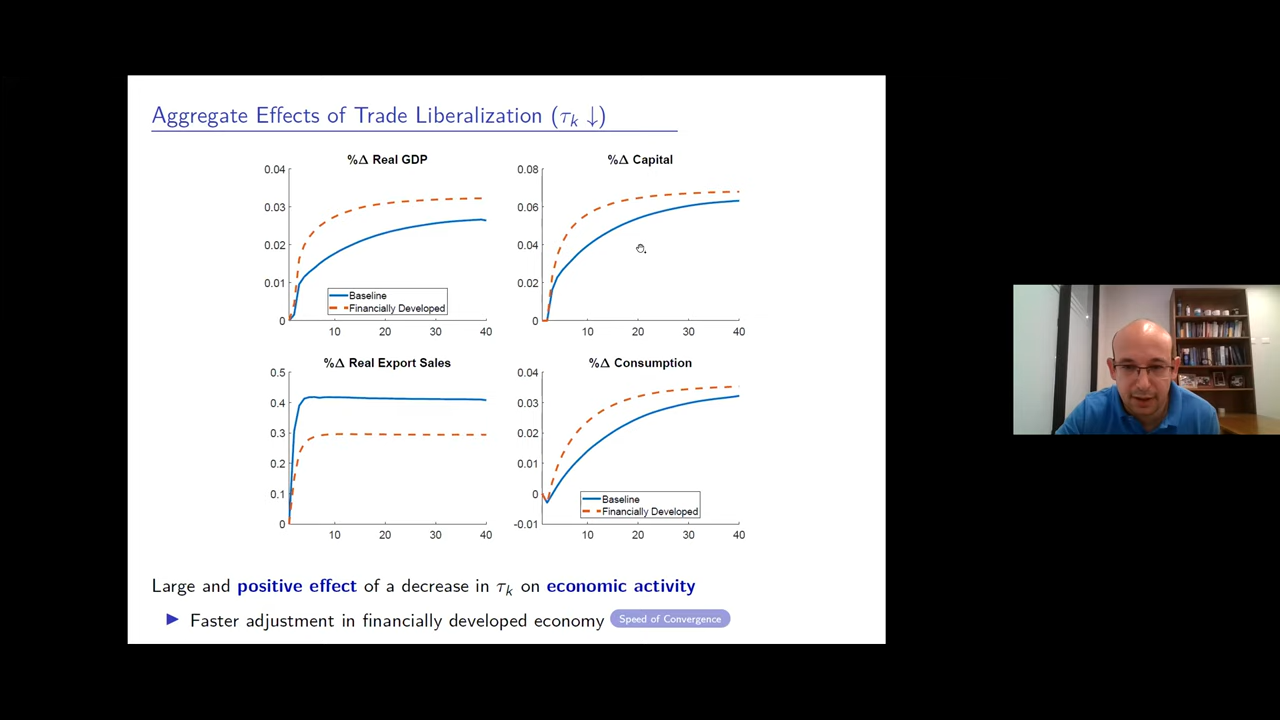 Aggregate Effects of Trade Liberalization (τk ↓)
%Δ Real GDP
0.04
0.03
0.02
0.01
0
10 20 30 40
Baseline
Financially Developed
%Δ Capital
0.08
0.06
0.04
0.02
0
10 20 30 40
%Δ Real Export Sales
0.5
0.4
0.3
0.2
0.1
0
10 20 30 40
%Δ Consumption
0.04
0.03
0.02
0.01
0
-0.01
10 20 30 40
Baseline
Financially Developed
Large and positive effect of a decrease in τk on economic activity
▶ Faster adjustment in financially developed economy Speed of Convergence